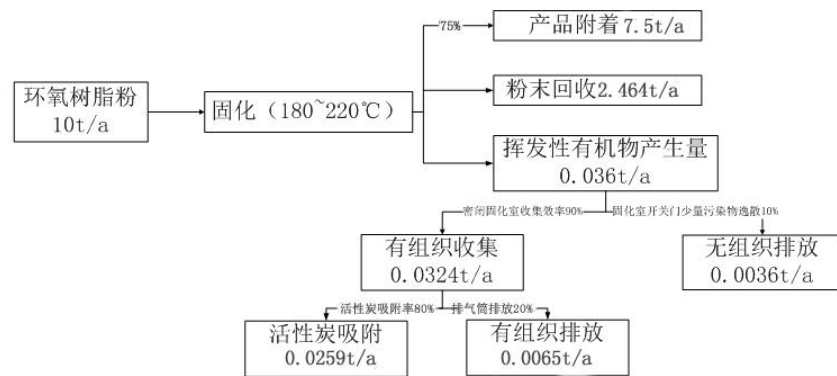 75%
产品附着7.5t/a
环氧树脂粉
10t/a
固化（180~220℃）
粉末回收2.464t/a
挥发性有机物产生量
0.036t/a
密闭固化室收集效率90%
固化室开关门少量污染物逸散10%
有组织收集
0.0324t/a
无组织排放
0.0036t/a
活性炭吸附率80%
排气筒排放20%
活性炭吸附
0.0259t/a
有组织排放
0.0065t/a